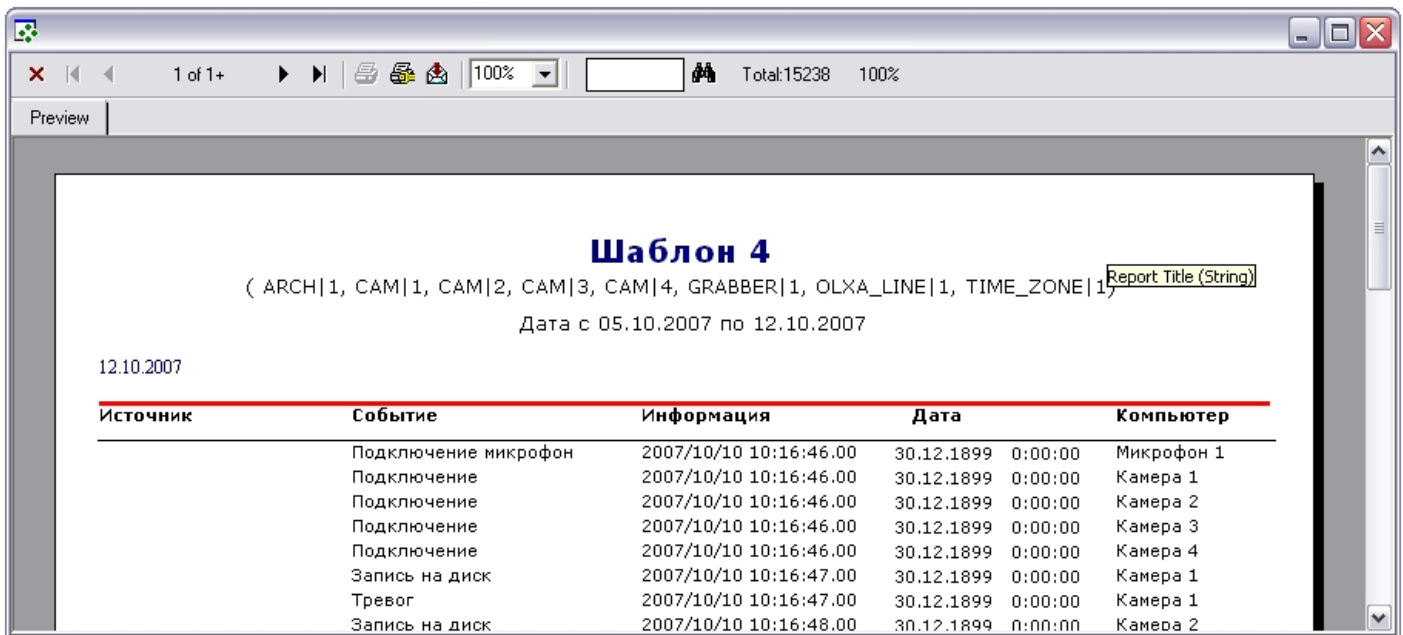 1 of 1+ 100% Total:15238 100%
Preview
Шаблон 4
Report Title (String)
( ARCH|1, CAM|1, CAM|2, CAM|3, CAM|4, GRABBER|1, OLXA_LINE|1, TIME_ZONE|1)
Дата с 05.10.2007 по 12.10.2007
12.10.2007
Источник Событие Информация Дата Компьютер
Подключение микрофон 2007/10/10 10:16:46.00 30.12.1899 0:00:00 Микрофон 1
Подключение 2007/10/10 10:16:46.00 30.12.1899 0:00:00 Камера 1
Подключение 2007/10/10 10:16:46.00 30.12.1899 0:00:00 Камера 2
Подключение 2007/10/10 10:16:46.00 30.12.1899 0:00:00 Камера 3
Подключение 2007/10/10 10:16:46.00 30.12.1899 0:00:00 Камера 4
Запись на диск 2007/10/10 10:16:47.00 30.12.1899 0:00:00 Камера 1
Тревог 2007/10/10 10:16:47.00 30.12.1899 0:00:00 Камера 1
Запись на диск 2007/10/10 10:16:48.00 30.12.1899 0:00:00 Камера 2